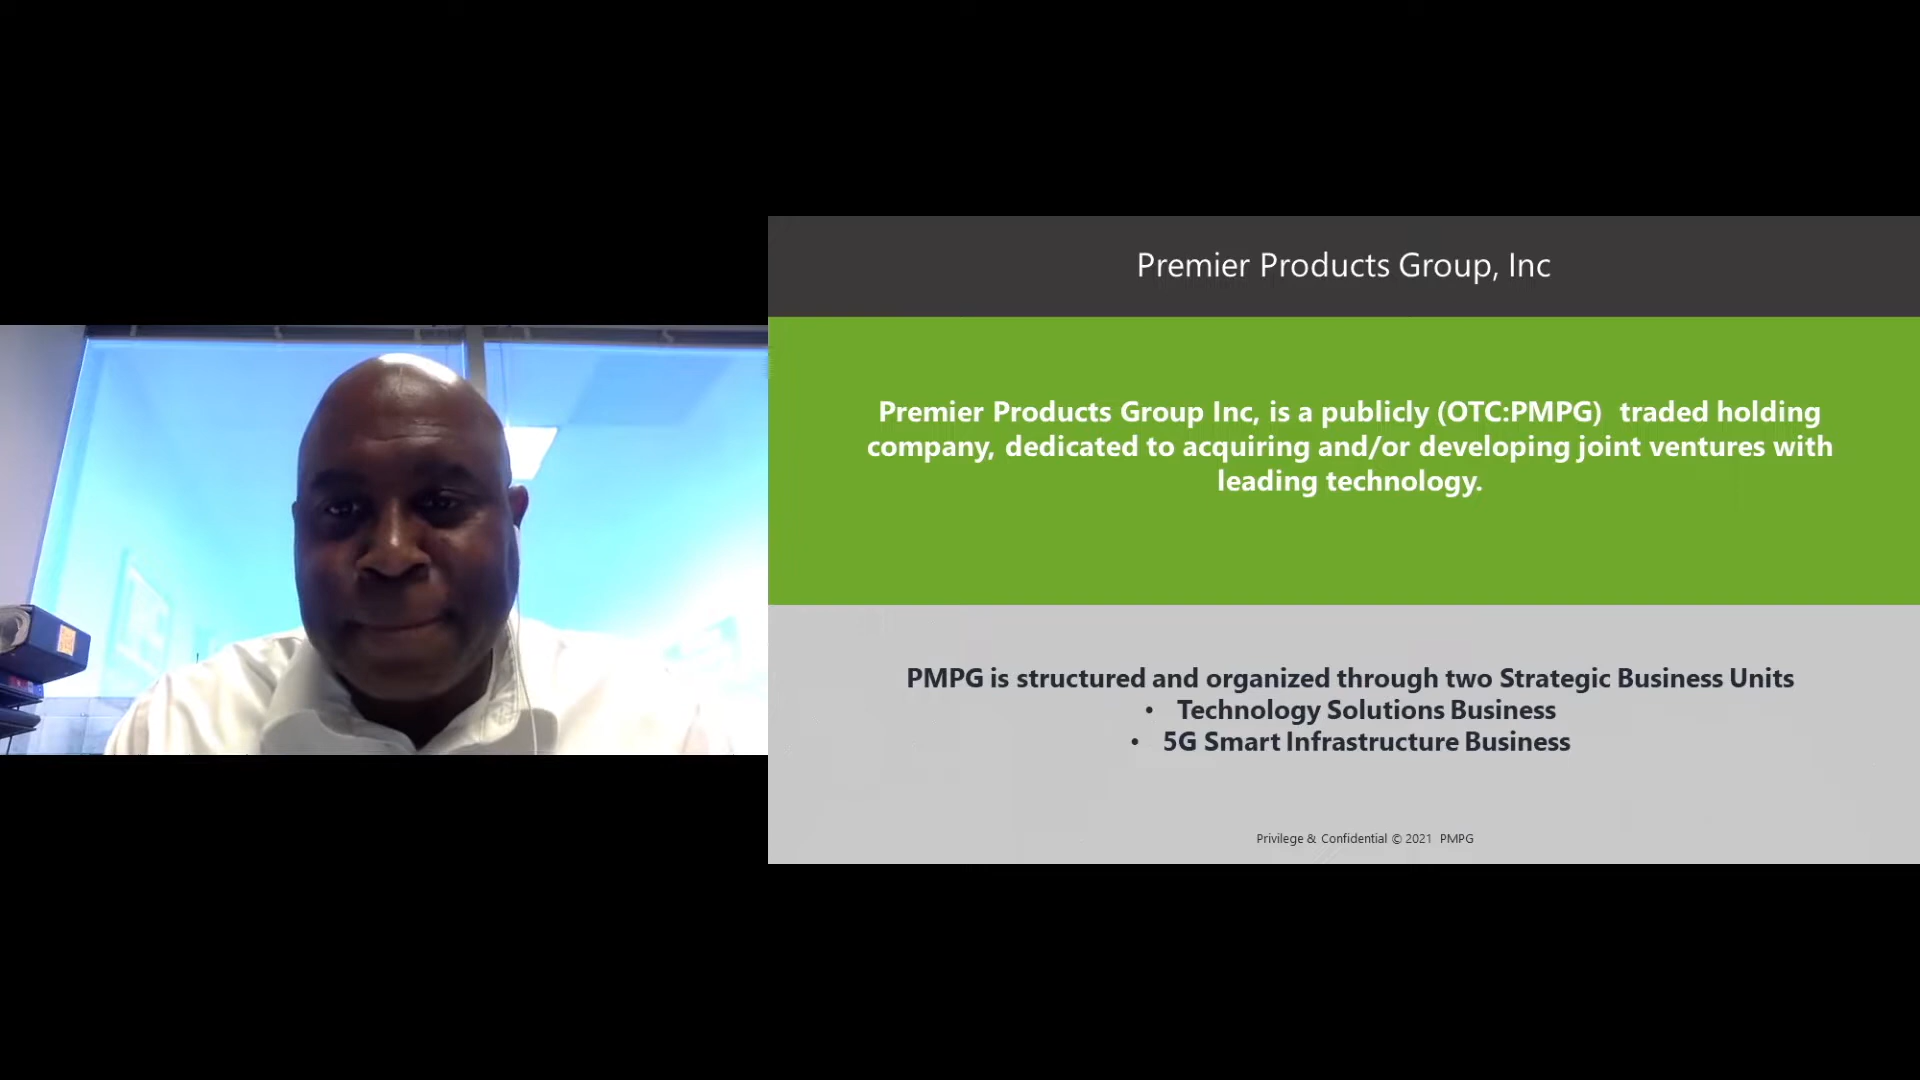 Premier Products Group, Inc
Premier Products Group Inc, is a publicly (OTC:PMPG) traded holding
company, dedicated to acquiring and/or developing joint ventures with
leading technology.
PMPG is structured and organized through two Strategic Business Units
• Technology Solutions Business
• 5G Smart Infrastructure Business
Privilege & Confidential © 2021 PMPG